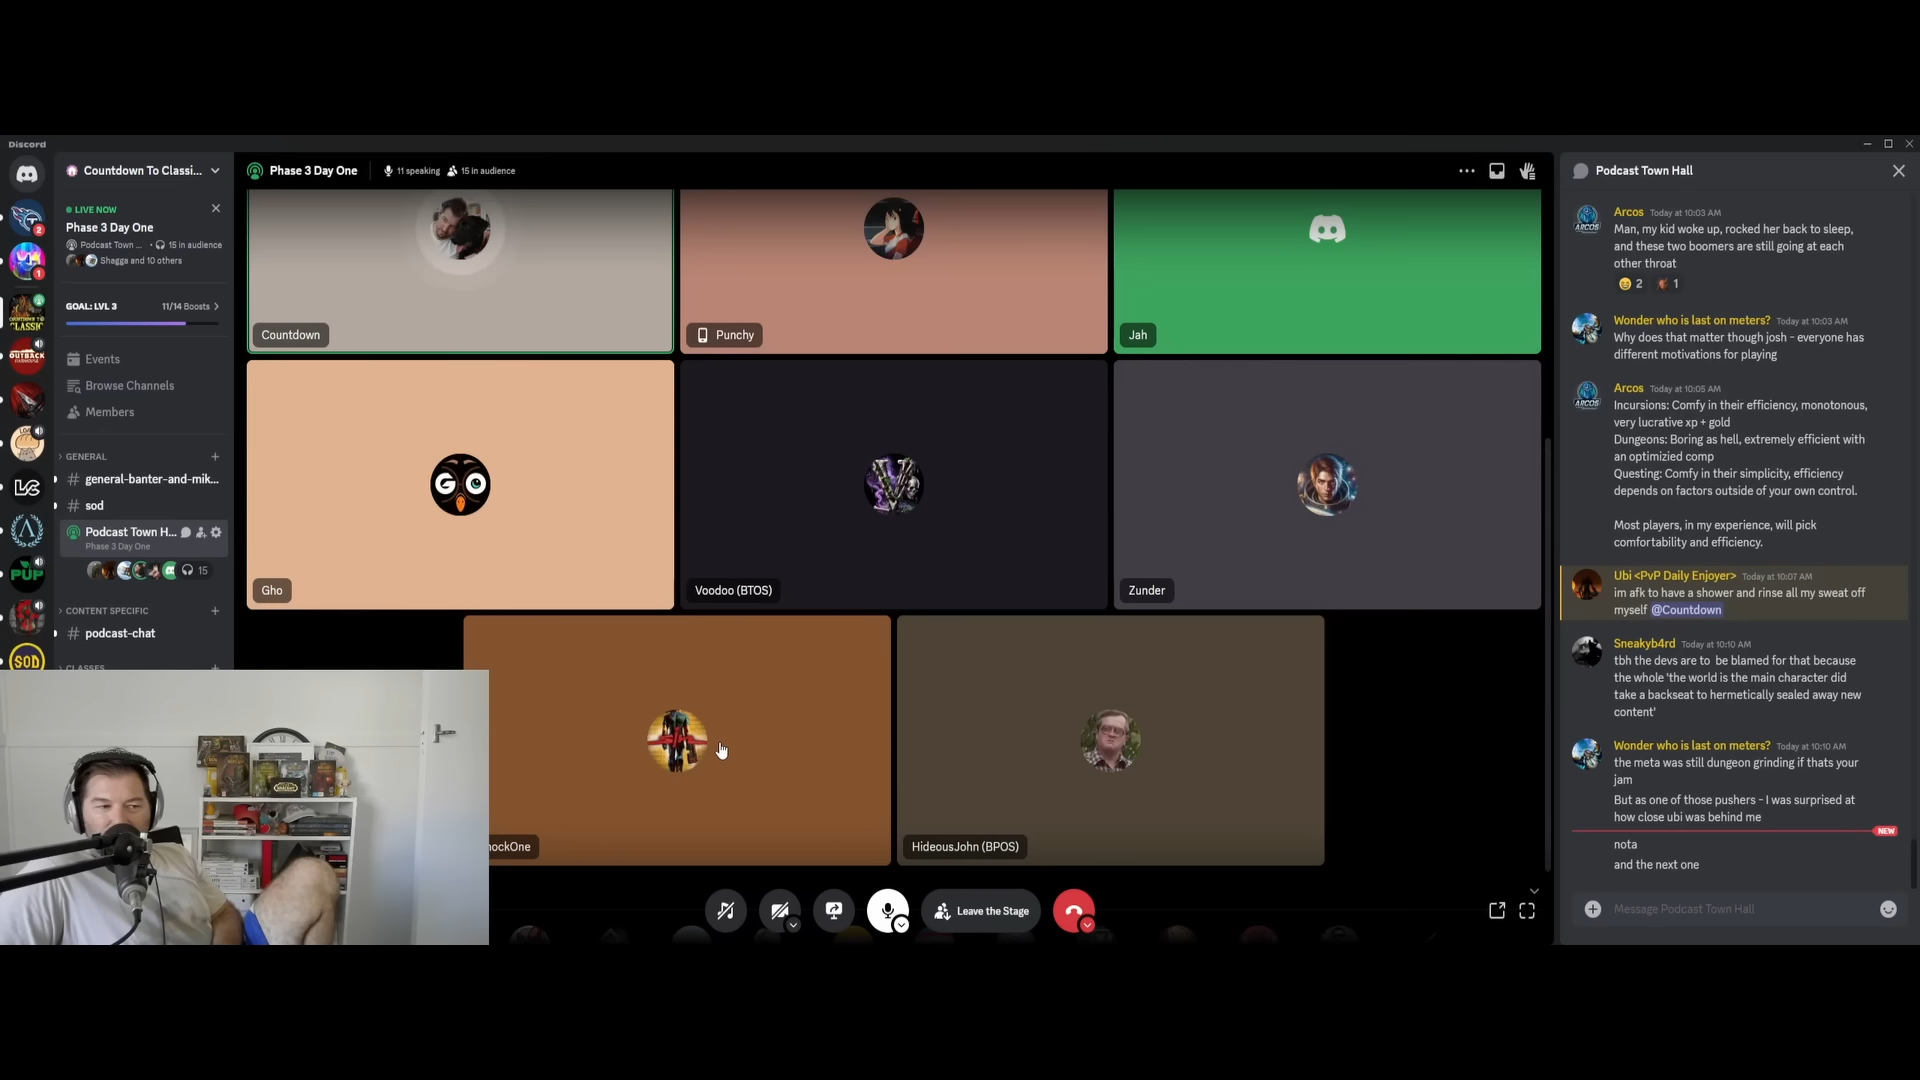 Discord
Countdown To Classi...
LIVE NOW
Phase 3 Day One
Podcast Town ... • 15 in audience
Shagga and 10 others
GOAL: LVL 3 11/14 Boosts
Events
Browse Channels
Members
GENERAL
general-banter-and-mik...
sod
Podcast Town H...
Phase 3 Day One
15
CONTENT SPECIFIC
podcast-chat
CLASSES
2
1
COUNTDOWN TO
CLASSIC
OUTBACK
PUP
SOD
Phase 3 Day One 11 speaking 15 in audience
Countdown
Punchy
Jah
GO
Gho
Voodoo (BTOS)
Zunder
ockOne
HideousJohn (BPOS)
Leave the Stage
Podcast Town Hall
ARCOS
Arcos Today at 10:03 AM
Man, my kid woke up, rocked her back to sleep,
and these two boomers are still going at each
other throat
2 1
Wonder who is last on meters? Today at 10:03 AM
Why does that matter though josh - everyone has
different motivations for playing
ARCOS
Arcos Today at 10:05 AM
Incursions: Comfy in their efficiency, monotonous,
very lucrative xp + gold
Dungeons: Boring as hell, extremely efficient with
an optimizied comp
Questing: Comfy in their simplicity, efficiency
depends on factors outside of your own control.
Most players, in my experience, will pick
comfortability and efficiency.
Ubi <PvP Daily Enjoyer> Today at 10:07 AM
im afk to have a shower and rinse all my sweat off
myself @Countdown
Sneakyb4rd Today at 10:10 AM
tbh the devs are to be blamed for that because
the whole 'the world is the main character did
take a backseat to hermetically sealed away new
content'
Wonder who is last on meters? Today at 10:10 AM
the meta was still dungeon grinding if thats your
jam
But as one of those pushers - I was surprised at
how close ubi was behind me
NEW
nota
and the next one
Message Podcast Town Hall